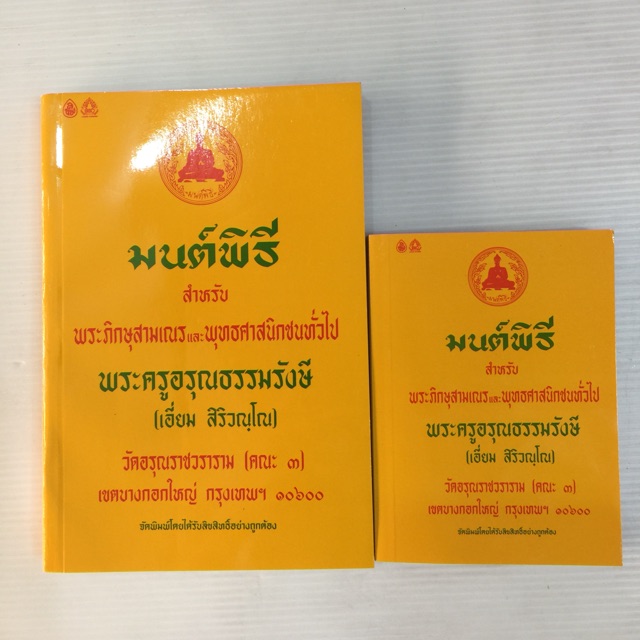 มนต์พิธี
สำหรับ
พระภิกษุสามเณรและพุทธศาสนิกชนทั่วไป
พระครูอรุณธรรมรังษี
(เอี่ยม สิริวณฺโณ)
วัดอรุณราชวราราม (คณะ ๓)
เขตบางกอกใหญ่ กรุงเทพฯ ๑๐๖๐๐
จัดพิมพ์โดยได้รับลิขสิทธิ์อย่างถูกต้อง
มนต์พิธี
สำหรับ
พระภิกษุสามเณรและพุทธศาสนิกชนทั่วไป
พระครูอรุณธรรมรังษี
(เอี่ยม สิริวณฺโณ)
วัดอรุณราชวราราม (คณะ ๓)
เขตบางกอกใหญ่ กรุงเทพฯ ๑๐๖๐๐
จัดพิมพ์โดยได้รับลิขสิทธิ์อย่างถูกต้อง